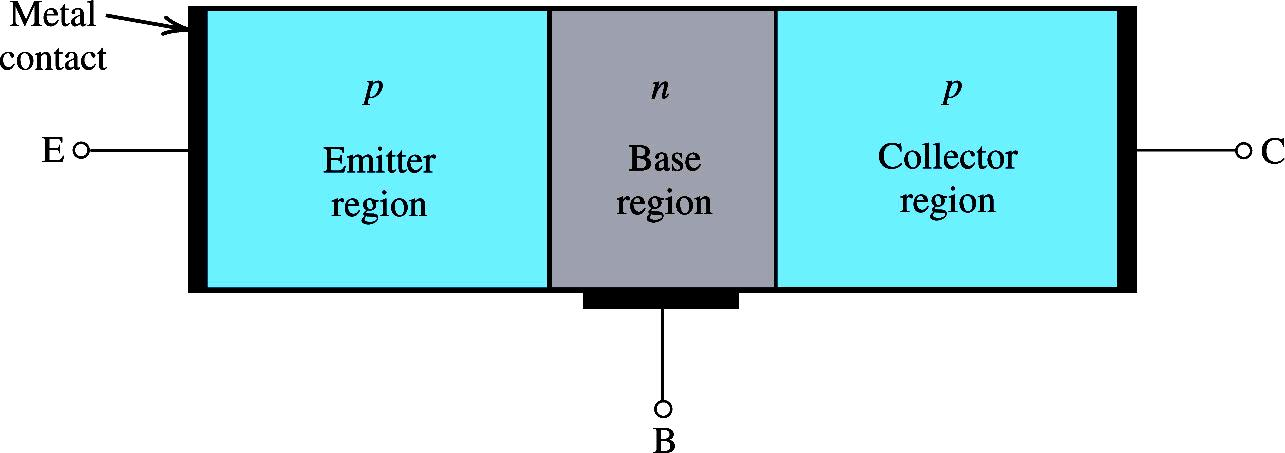 Metal
contact
p
n
p
Emitter
region
Base
region
Collector
region
E
C
B